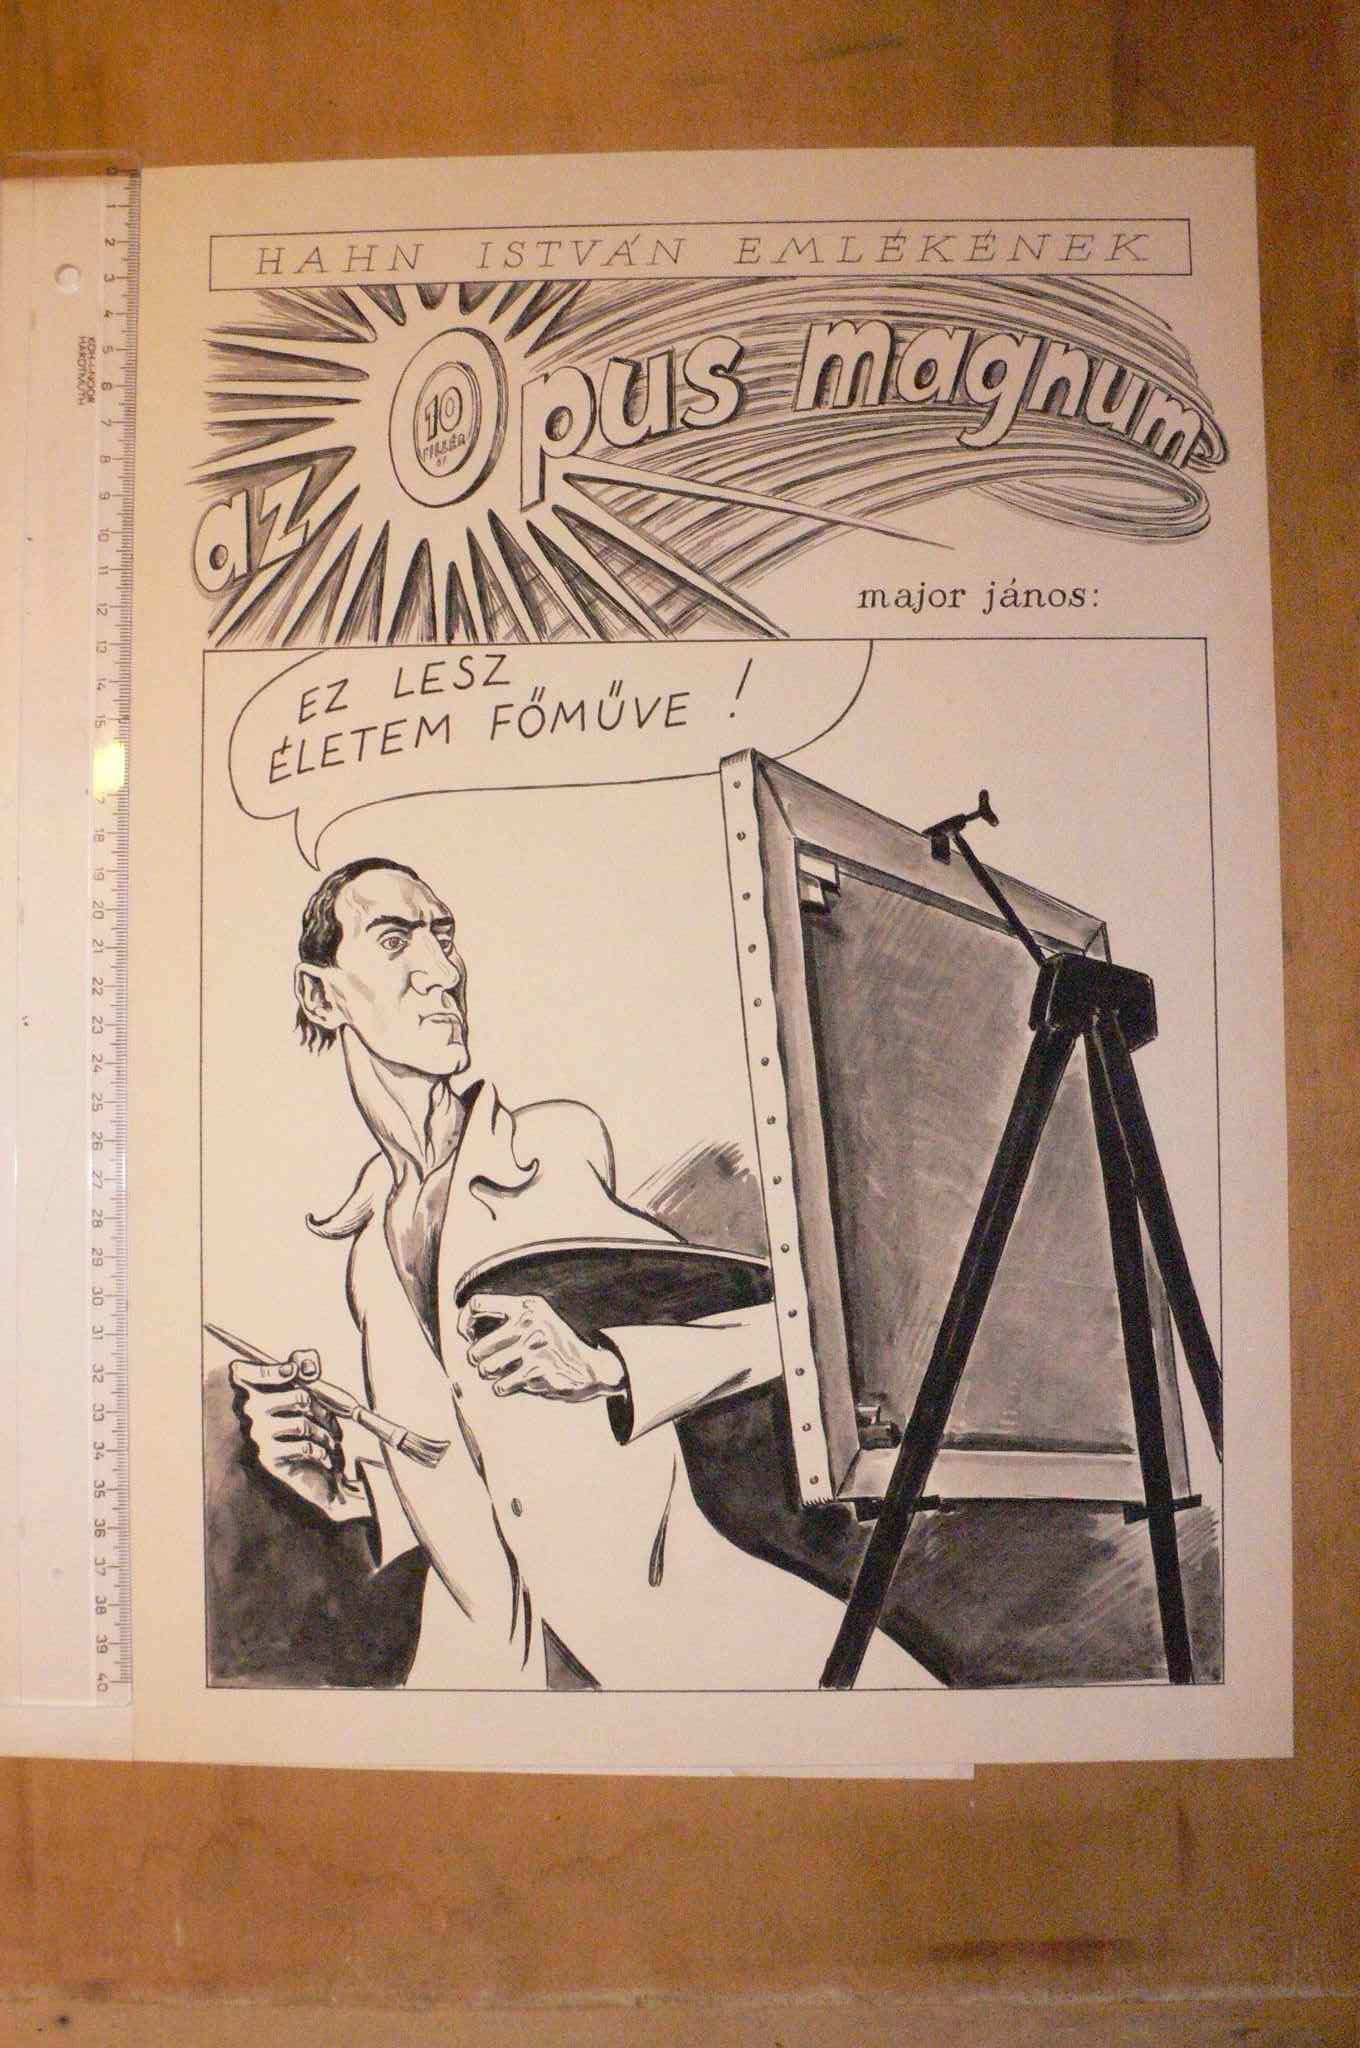 HAHN ISTVÁN EMLÉKÉNEK
az Opus magnum
10
FILLÉR
major jános:
EZ LESZ
ÉLETEM FŐMŰVE !
KOH-I-NOOR
HARDTMUTH
0 1 2 3 4 5 6 7 8 9 10 11 12 13 14 15 7 18 19 20 21 22 23 24 25 26 27 28 29 30 31 32 33 34 35 36 37 38 39 40